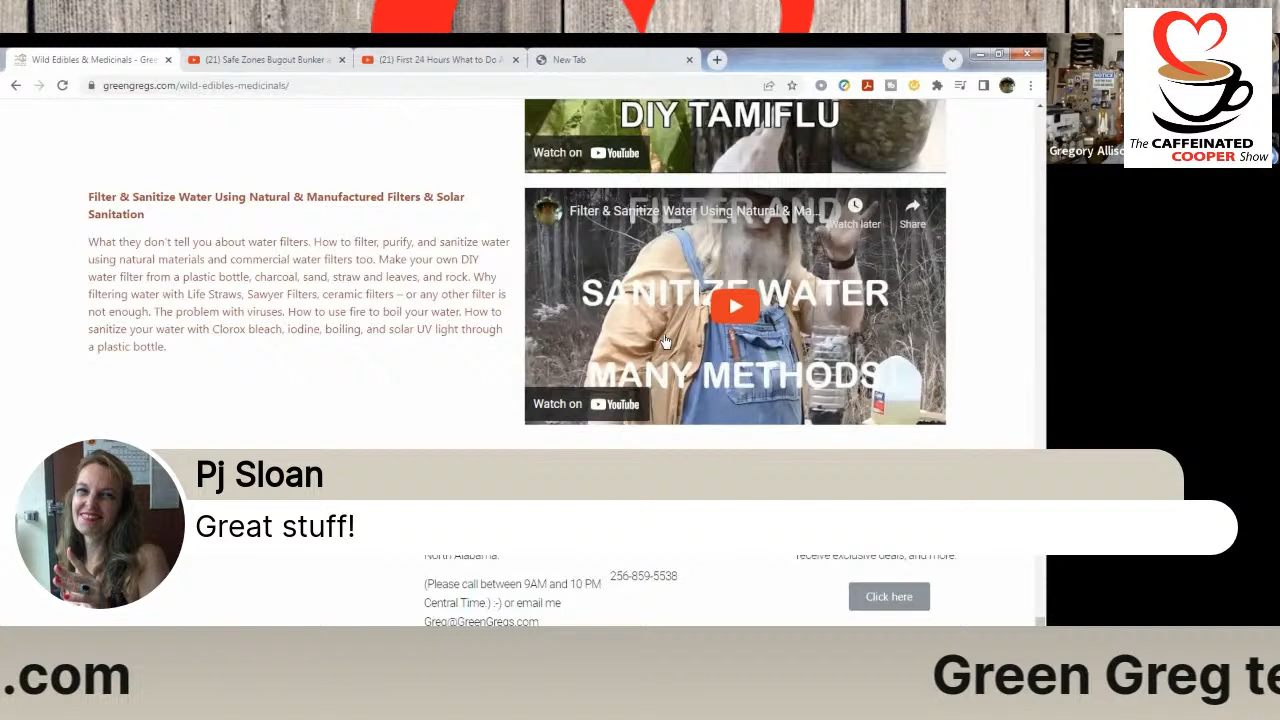 Wild Edibles & Medicinals - Gree
Safe Zones
First 24 Hours What
New Tab
greengregs.com/wild-edibles-medicinals/
DIY TAMIFLU
Watch on YouTube
Filter & Sanitize Water Using Natural & Manufactured Filters & Solar
Sanitation
What they don't tell you about water filters. How to filter, purify, and sanitize water
using natural materials and commercial water filters too. Make your own DIY
water filter from a plastic bottle, charcoal, sand, straw and leaves, and rock. Why
filtering water with Life Straws, Sawyer Filters, ceramic filters – or any other filter is
not enough. The problem with viruses. How to use fire to boil your water. How to
sanitize your water with Clorox bleach, iodine, boiling, and solar UV light through
a plastic bottle.
Filter & Sanitize Water Using Natural & Ma...
Watch later
Share
FILTER AND
SANITIZE WATER
MANY METHODS
Watch on YouTube
NOTICE
Gregory Alliso
The CAFFEINATED
COOPER Show
Pj Sloan
Great stuff!
North Alabama.
receive exclusive deals, and more.
(Please call between 9AM and 10 PM
Central Time.) :-) or email me
Greg@GreenGregs.com
256-859-5538
Click here
.com
Green Greg te